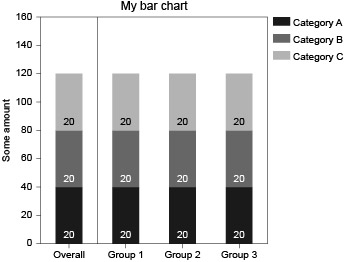 My bar chart
160
140
120
100
80
60
40
20
0
Some amount
20 20 20 20
20 20 20 20
20 20 20 20
Overall Group 1 Group 2 Group 3
Category A
Category B
Category C